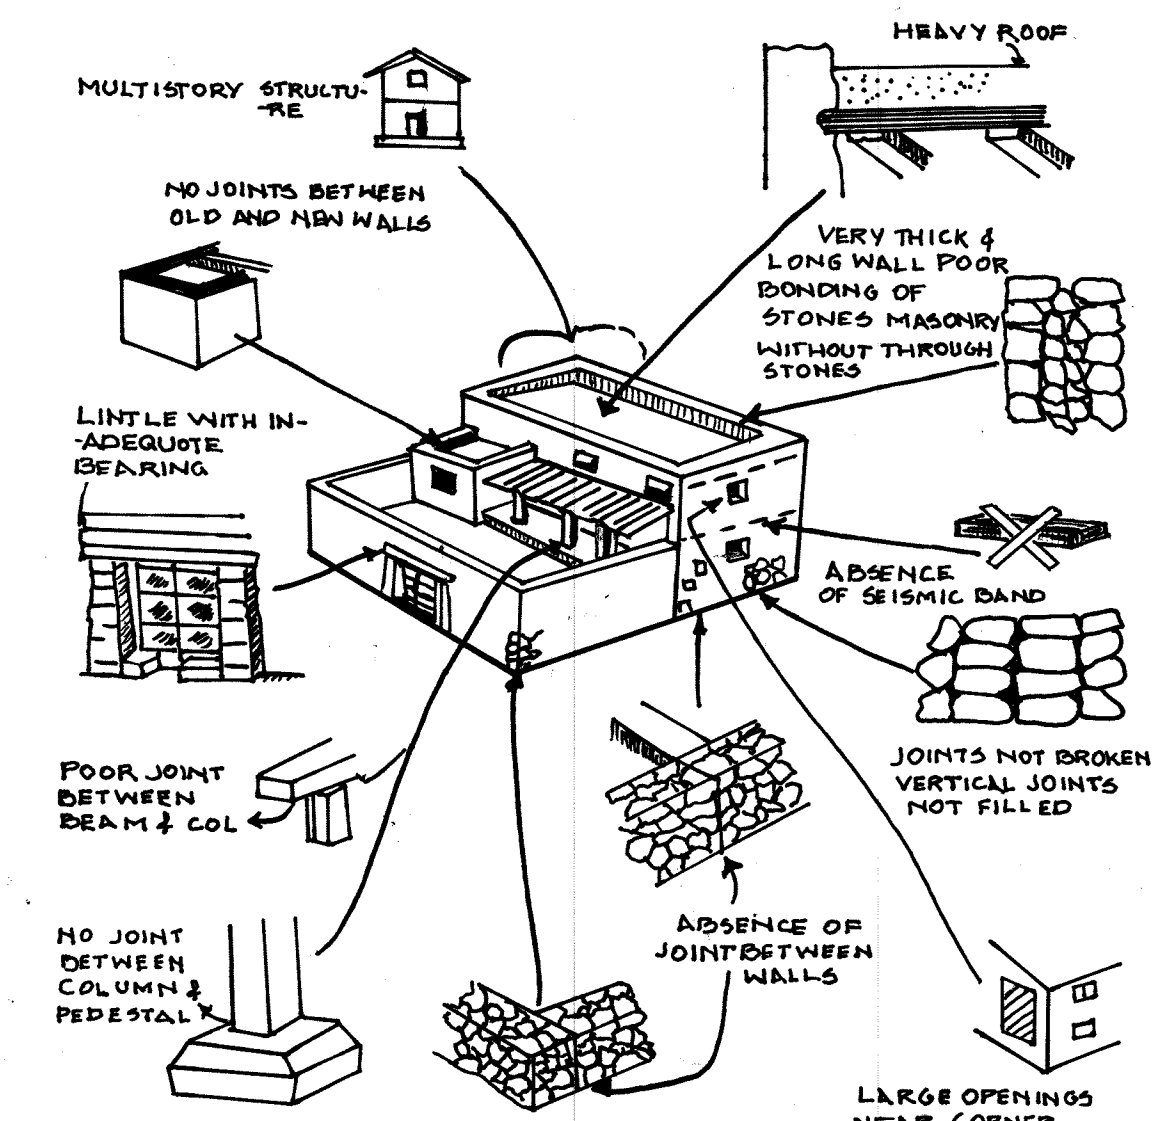 HEAVY ROOF
MULTISTORY STRUCTU-
-RE
NO JOINTS BETWEEN
OLD AND NEW WALLS
VERY THICK &
LONG WALL POOR
BONDING OF
STONES MASONRY
WITHOUT THROUGH
STONES
LINTLE WITH IN-
-ADEQUOTE
BEARING
ABSENCE
OF SEISMIC BAND
JOINTS NOT BROKEN
VERTICAL JOINTS
NOT FILLED
POOR JOINT
BETWEEN
BEAM & COL
ABSENCE OF
JOINT BETWEEN
WALLS
NO JOINT
BETWEEN
COLUMN &
PEDESTAL
LARGE OPENINGS
NEAR CORNER